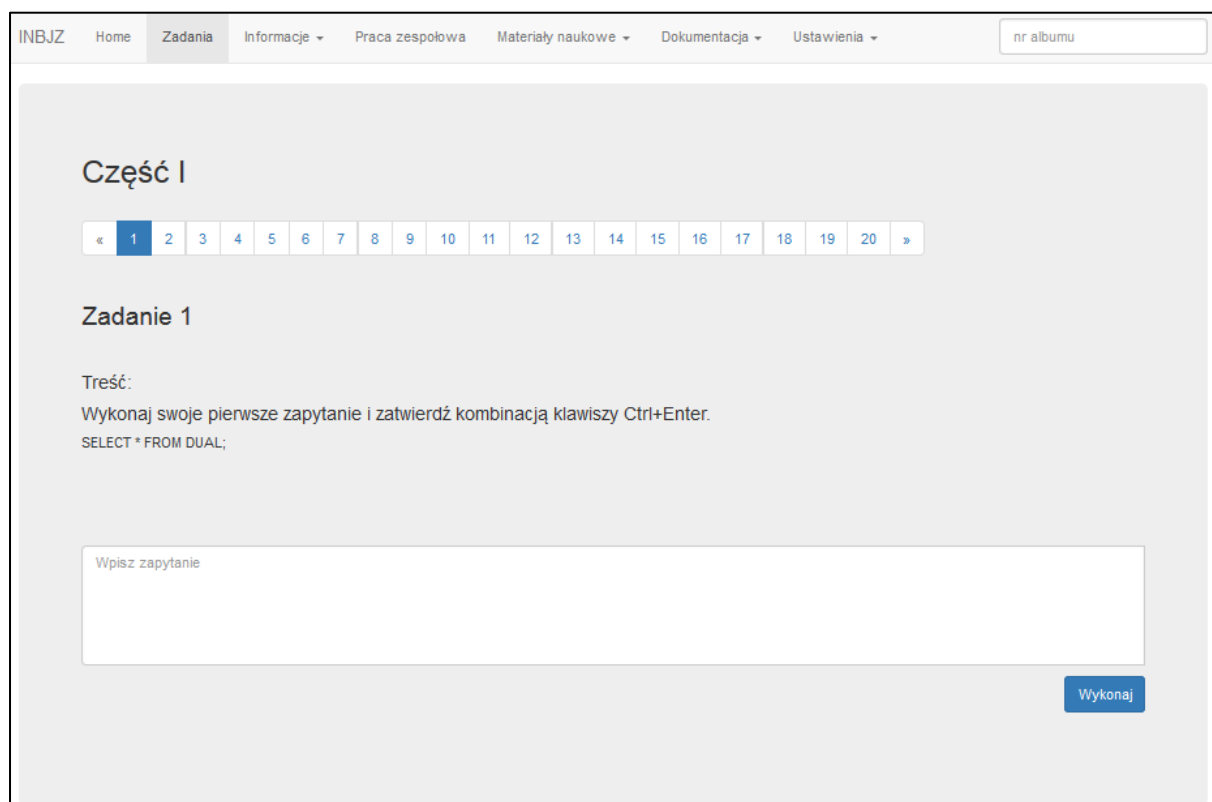 INBJZ Home Zadania Informacje Praca zespołowa Materiały naukowe Dokumentacja Ustawienia nr albumu
Część I
« 1 2 3 4 5 6 7 8 9 10 11 12 13 14 15 16 17 18 19 20 »
Zadanie 1
Treść:
Wykonaj swoje pierwsze zapytanie i zatwierdź kombinacją klawiszy Ctrl+Enter.
SELECT * FROM DUAL;
Wpisz zapytanie
Wykonaj